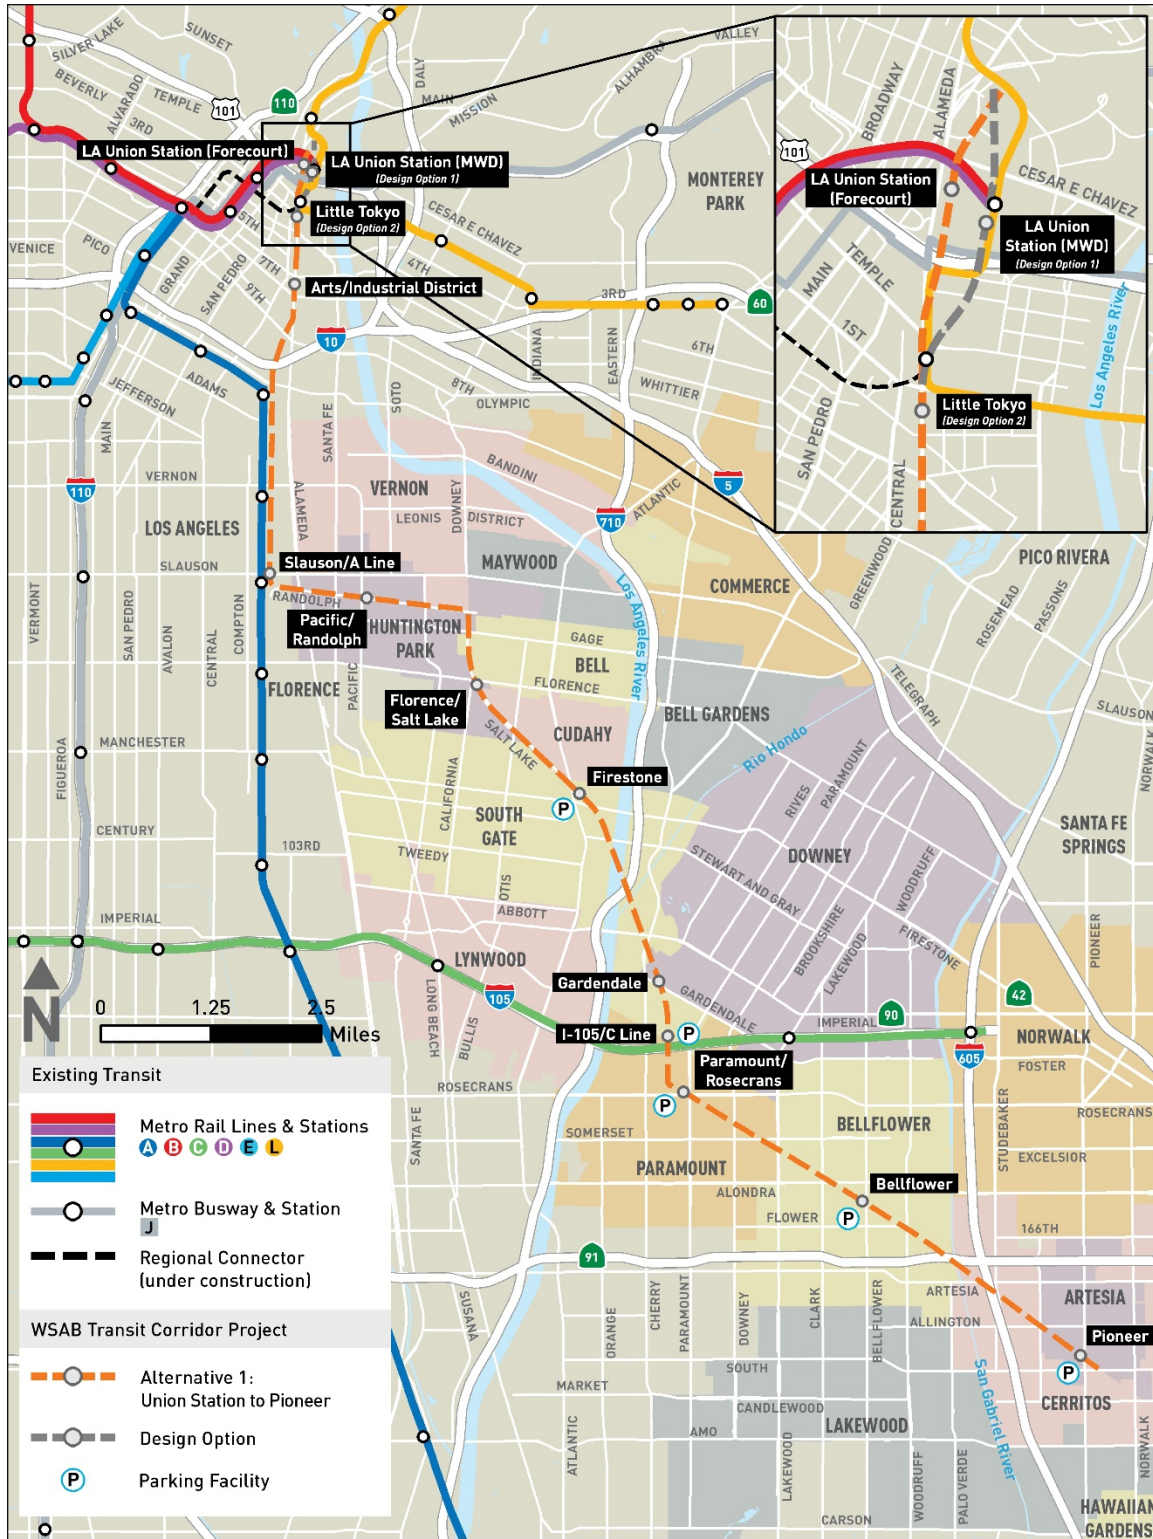 SILVER LAKE
SUNSET
BEVERLY
TEMPLE
3RD
ALVARADO
101
110
DALY
MAIN
MISSION
ALHAMBRA
VALLEY
LA Union Station (Forecourt)
LA Union Station (MWD)
(Design Option 1)
Little Tokyo
(Design Option 2)
CESAR E CHAVEZ
MONTEREY
PARK
VENICE
PICO
GRAND
SAN PEDRO
5TH
7TH
9TH
4TH
3RD
60
Arts/Industrial District
10
INDIANA
EASTERN
6TH
WHITTIER
ADAMS
JEFFERSON
MAIN
SANTA FE
SOTO
8TH
OLYMPIC
BANDINI
ATLANTIC
5
110
VERNON
LOS ANGELES
ALAMEDA
VERNON
LEONIS
DISTRICT
DOWNEY
710
MAYWOOD
COMMERCE
GREENWOOD
PICO RIVERA
ROSEMEAD
PASSONS
SLAUSON
Slauson/A Line
RANDOLPH
Pacific/
Randolph
HUNTINGTON
PARK
Los Angeles River
VERMONT
SAN PEDRO
AVALON
CENTRAL
COMPTON
FLORENCE
PACIFIC
GAGE
BELL
FLORENCE
Florence/
Salt Lake
SALT LAKE
CUDAHY
BELL GARDENS
Rio Hondo
TELEGRAPH
SLAUSON
NORWALK
MANCHESTER
FIGUEROA
Firestone
P
CALIFORNIA
SOUTH
GATE
RIVES
PARAMOUNT
SANTA FE
SPRINGS
CENTURY
103RD
TWEEDY
OTIS
ABBOTT
STEWART AND GRAY
DOWNEY
BROOKSHIRE
LAKEWOOD
WOODRUFF
FIRESTONE
PIONEER
IMPERIAL
LYNWOOD
LONG BEACH
BULLIS
105
Gardendale
GARDENDALE
IMPERIAL
90
42
I-105/C Line
P
Paramount/
Rosecrans
P
605
NORWALK
FOSTER
ROSECRANS
ROSECRANS
STUDEBAKER
EXCELSIOR
SANTA FE
SOMERSET
PARAMOUNT
BELLFLOWER
ALONDRA
Bellflower
FLOWER
P
166TH
91
SUSANA
ORANGE
CHERRY
PARAMOUNT
DOWNEY
CLARK
BELLFLOWER
ARTESIA
ALLINGTON
ARTESIA
Pioneer
P
SOUTH
MARKET
CANDLEWOOD
AMO
LAKEWOOD
San Gabriel River
CERRITOS
ATLANTIC
LAKEWOOD
WOODRUFF
PALO VERDE
NORWALK
CARSON
HAWAIIAN
GARDENS
BROADWAY
ALAMEDA
101
LA Union Station
(Forecourt)
CESAR E CHAVEZ
LA Union
Station (MWD)
(Design Option 1)
MAIN
TEMPLE
1ST
Los Angeles River
SAN PEDRO
Little Tokyo
(Design Option 2)
CENTRAL
N
0 1.25 2.5
Miles
Existing Transit
Metro Rail Lines & Stations
A B C D E L
Metro Busway & Station
J
Regional Connector
(under construction)
WSAB Transit Corridor Project
Alternative 1:
Union Station to Pioneer
Design Option
P Parking Facility